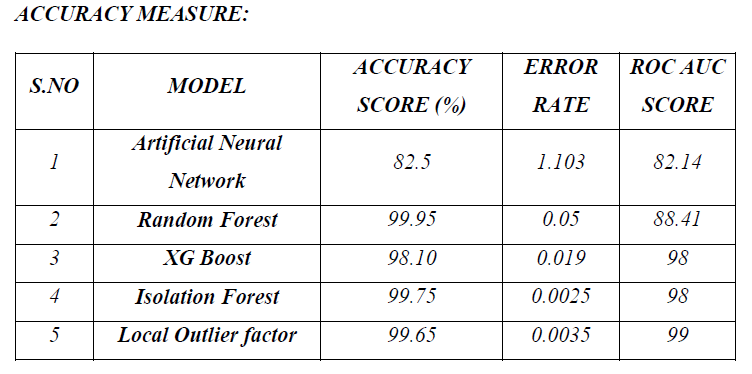 ACCURACY MEASURE:
S.NO MODEL ACCURACY SCORE (%) ERROR RATE ROC AUC SCORE
1 Artificial Neural Network 82.5 1.103 82.14
2 Random Forest 99.95 0.05 88.41
3 XG Boost 98.10 0.019 98
4 Isolation Forest 99.75 0.0025 98
5 Local Outlier factor 99.65 0.0035 99